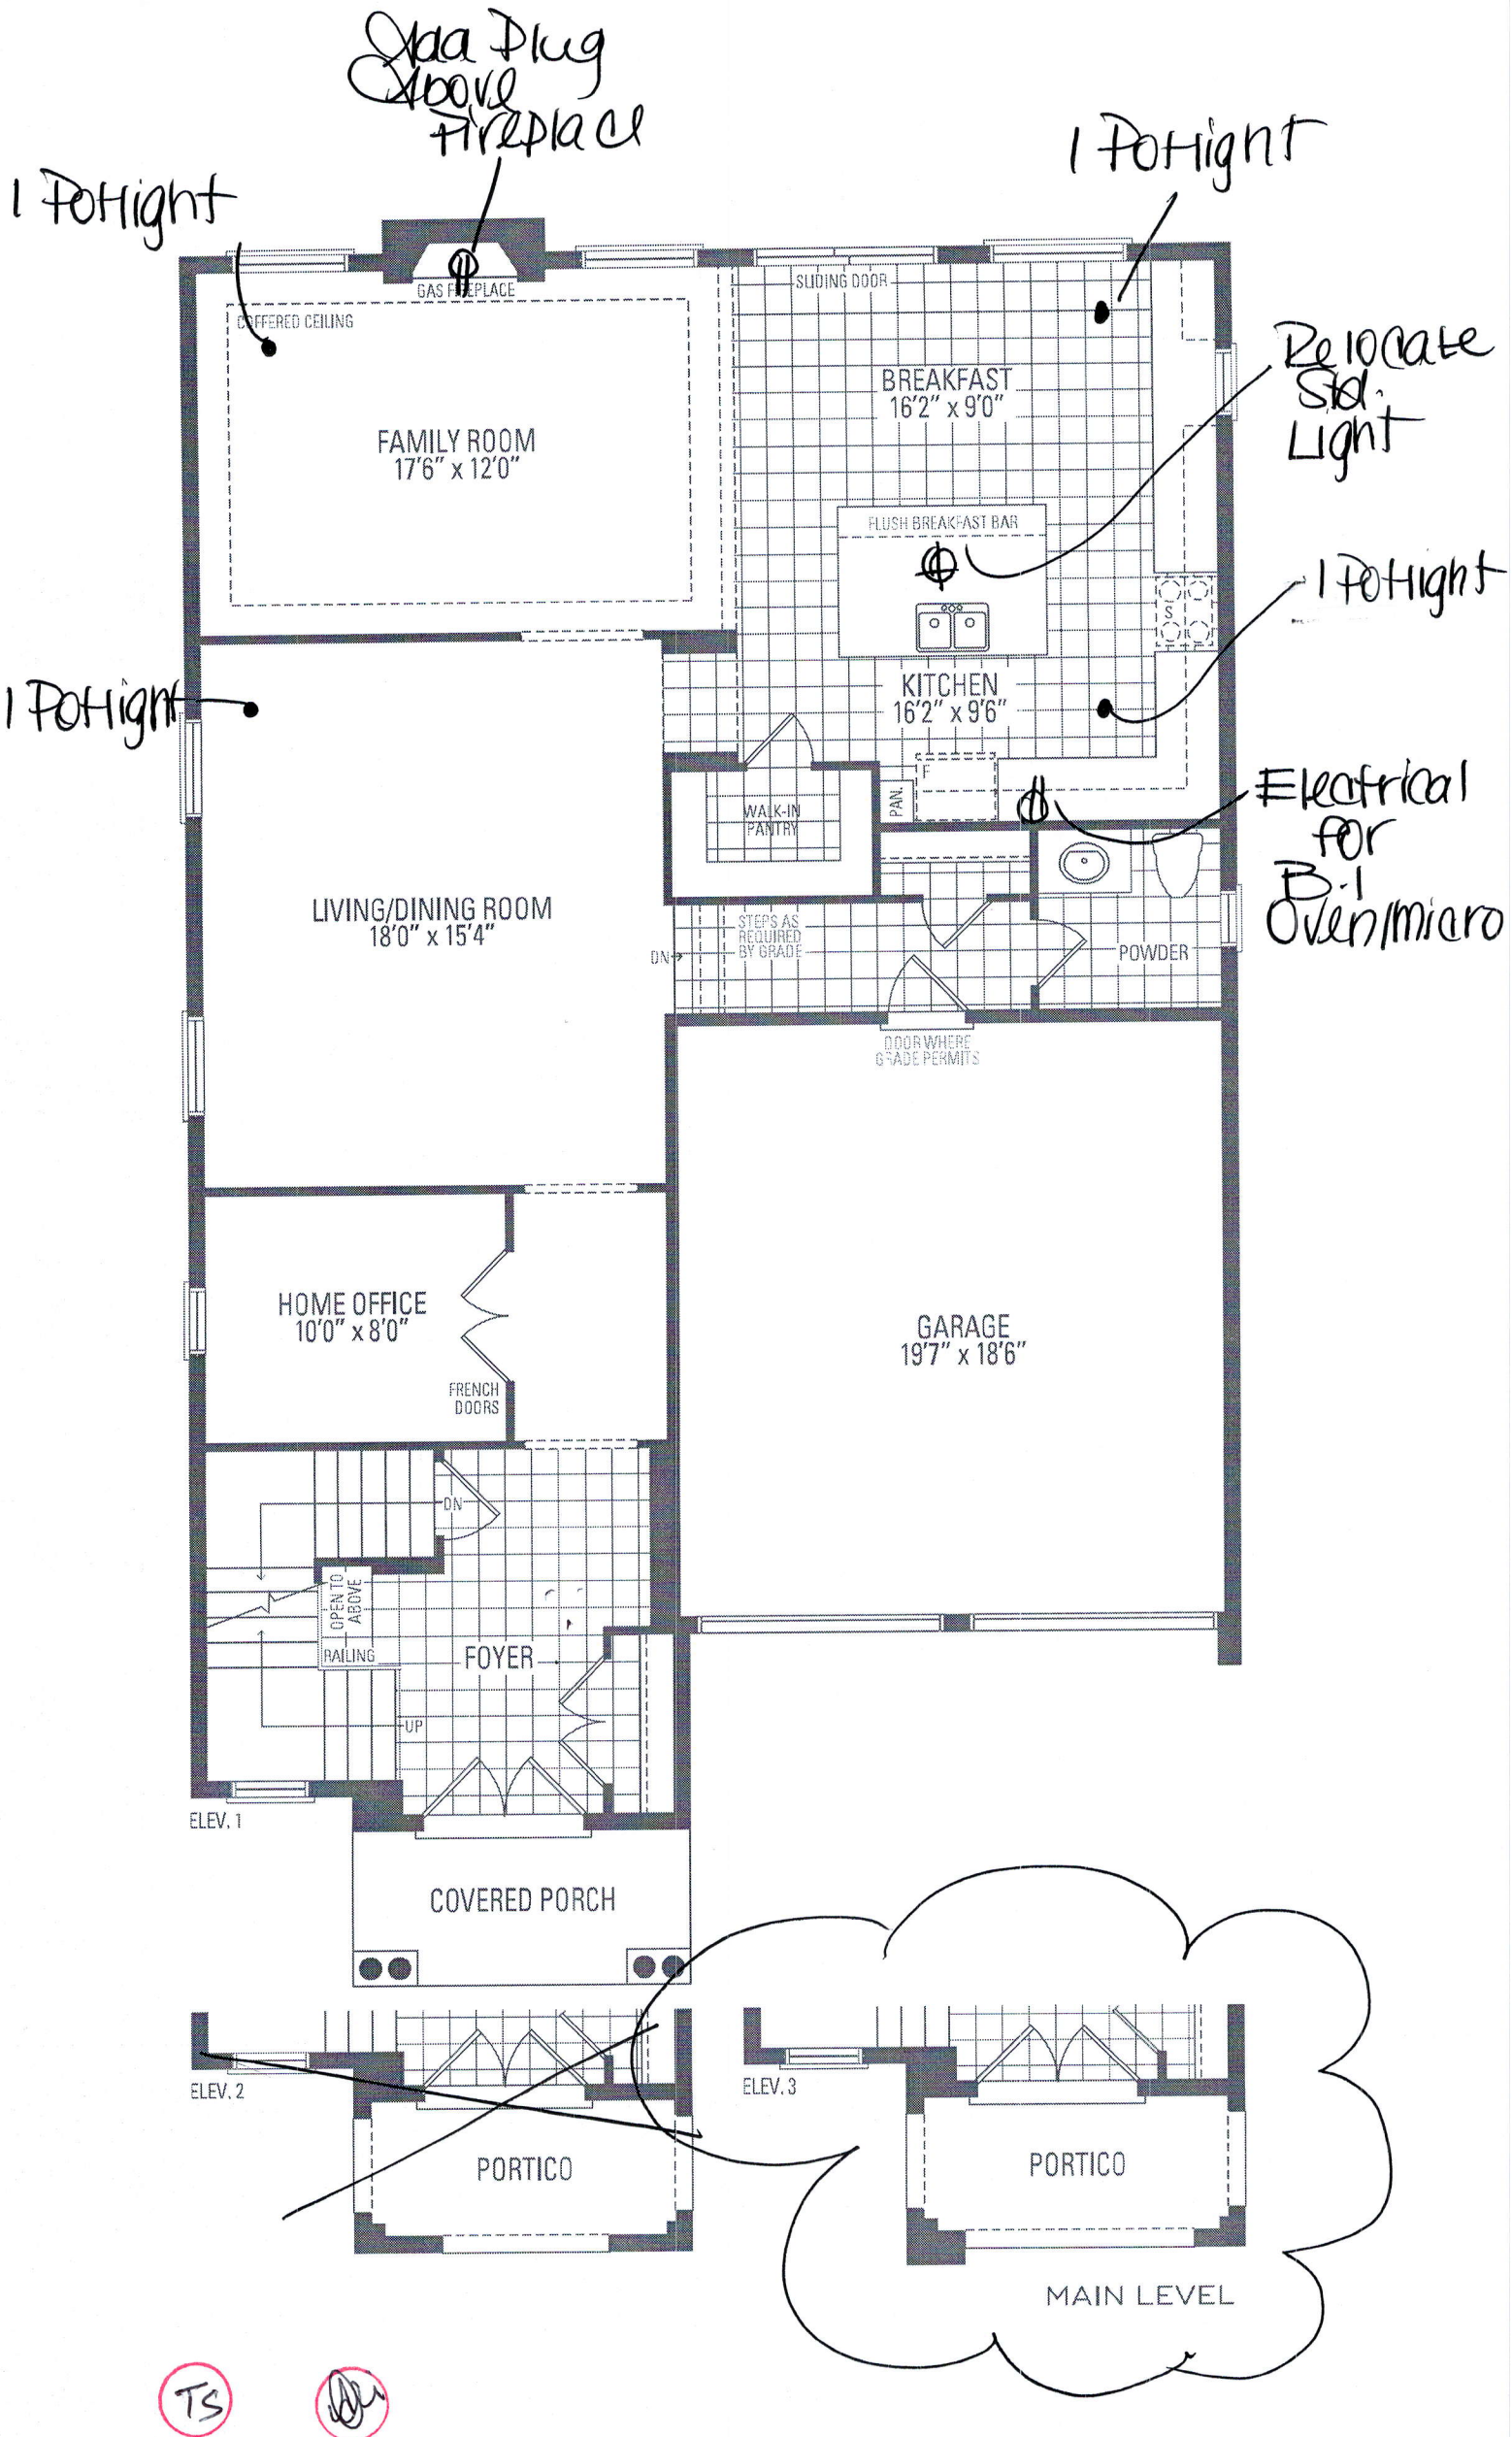 Add Plug
Above
Fireplace
1 Potlight
1 Potlight
GAS FIREPLACE
SLIDING DOOR
COFFERED CEILING
Relocate
Std.
Light
BREAKFAST
16'2" x 9'0"
FAMILY ROOM
17'6" x 12'0"
FLUSH BREAKFAST BAR
1 Potlight
S
1 Potlight
KITCHEN
16'2" x 9'6"
F
PAN.
Electrical
for
B.I
Oven/micro
WALK-IN
PANTRY
LIVING/DINING ROOM
18'0" x 15'4"
STEPS AS
REQUIRED
BY GRADE
DN
POWDER
DOOR WHERE
GRADE PERMITS
HOME OFFICE
10'0" x 8'0"
GARAGE
19'7" x 18'6"
FRENCH
DOORS
DN
OPEN TO
ABOVE
RAILING
FOYER
UP
ELEV. 1
COVERED PORCH
ELEV. 2
ELEV. 3
PORTICO
PORTICO
MAIN LEVEL
TS